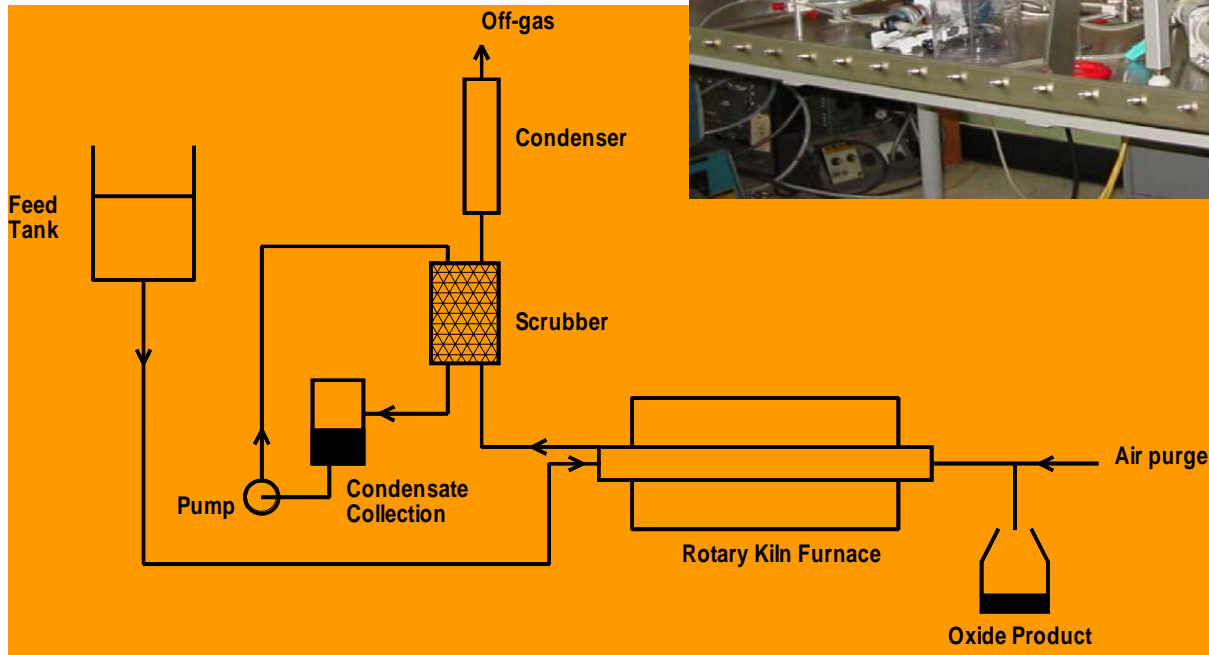 Off-gas
Condenser
Feed
Tank
Scrubber
Air purge
Pump
Condensate
Collection
Rotary Kiln Furnace
Oxide Product